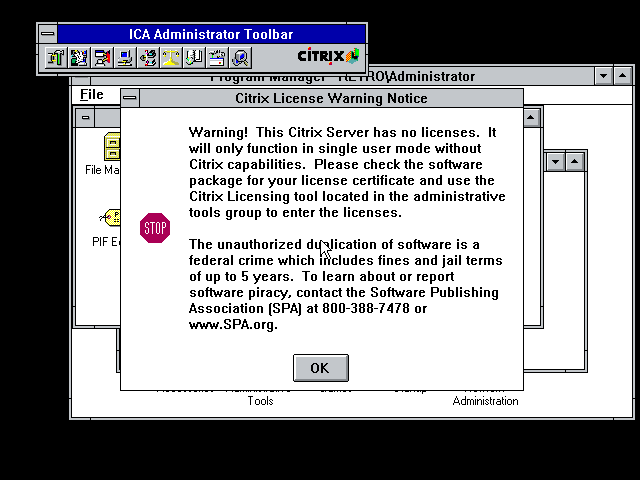 ICA Administrator Toolbar
CITRIX
Program Manager - RETRO\Administrator
File
Citrix License Warning Notice
Warning! This Citrix Server has no licenses. It
will only function in single user mode without
Citrix capabilities. Please check the software
package for your license certificate and use the
Citrix Licensing tool located in the administrative
tools group to enter the licenses.
File Ma
STOP
PIF E
The unauthorized duplication of software is a
federal crime which includes fines and jail terms
of up to 5 years. To learn about or report
software piracy, contact the Software Publishing
Association (SPA) at 800-388-7478 or
www.SPA.org.
OK
Tools
Administration